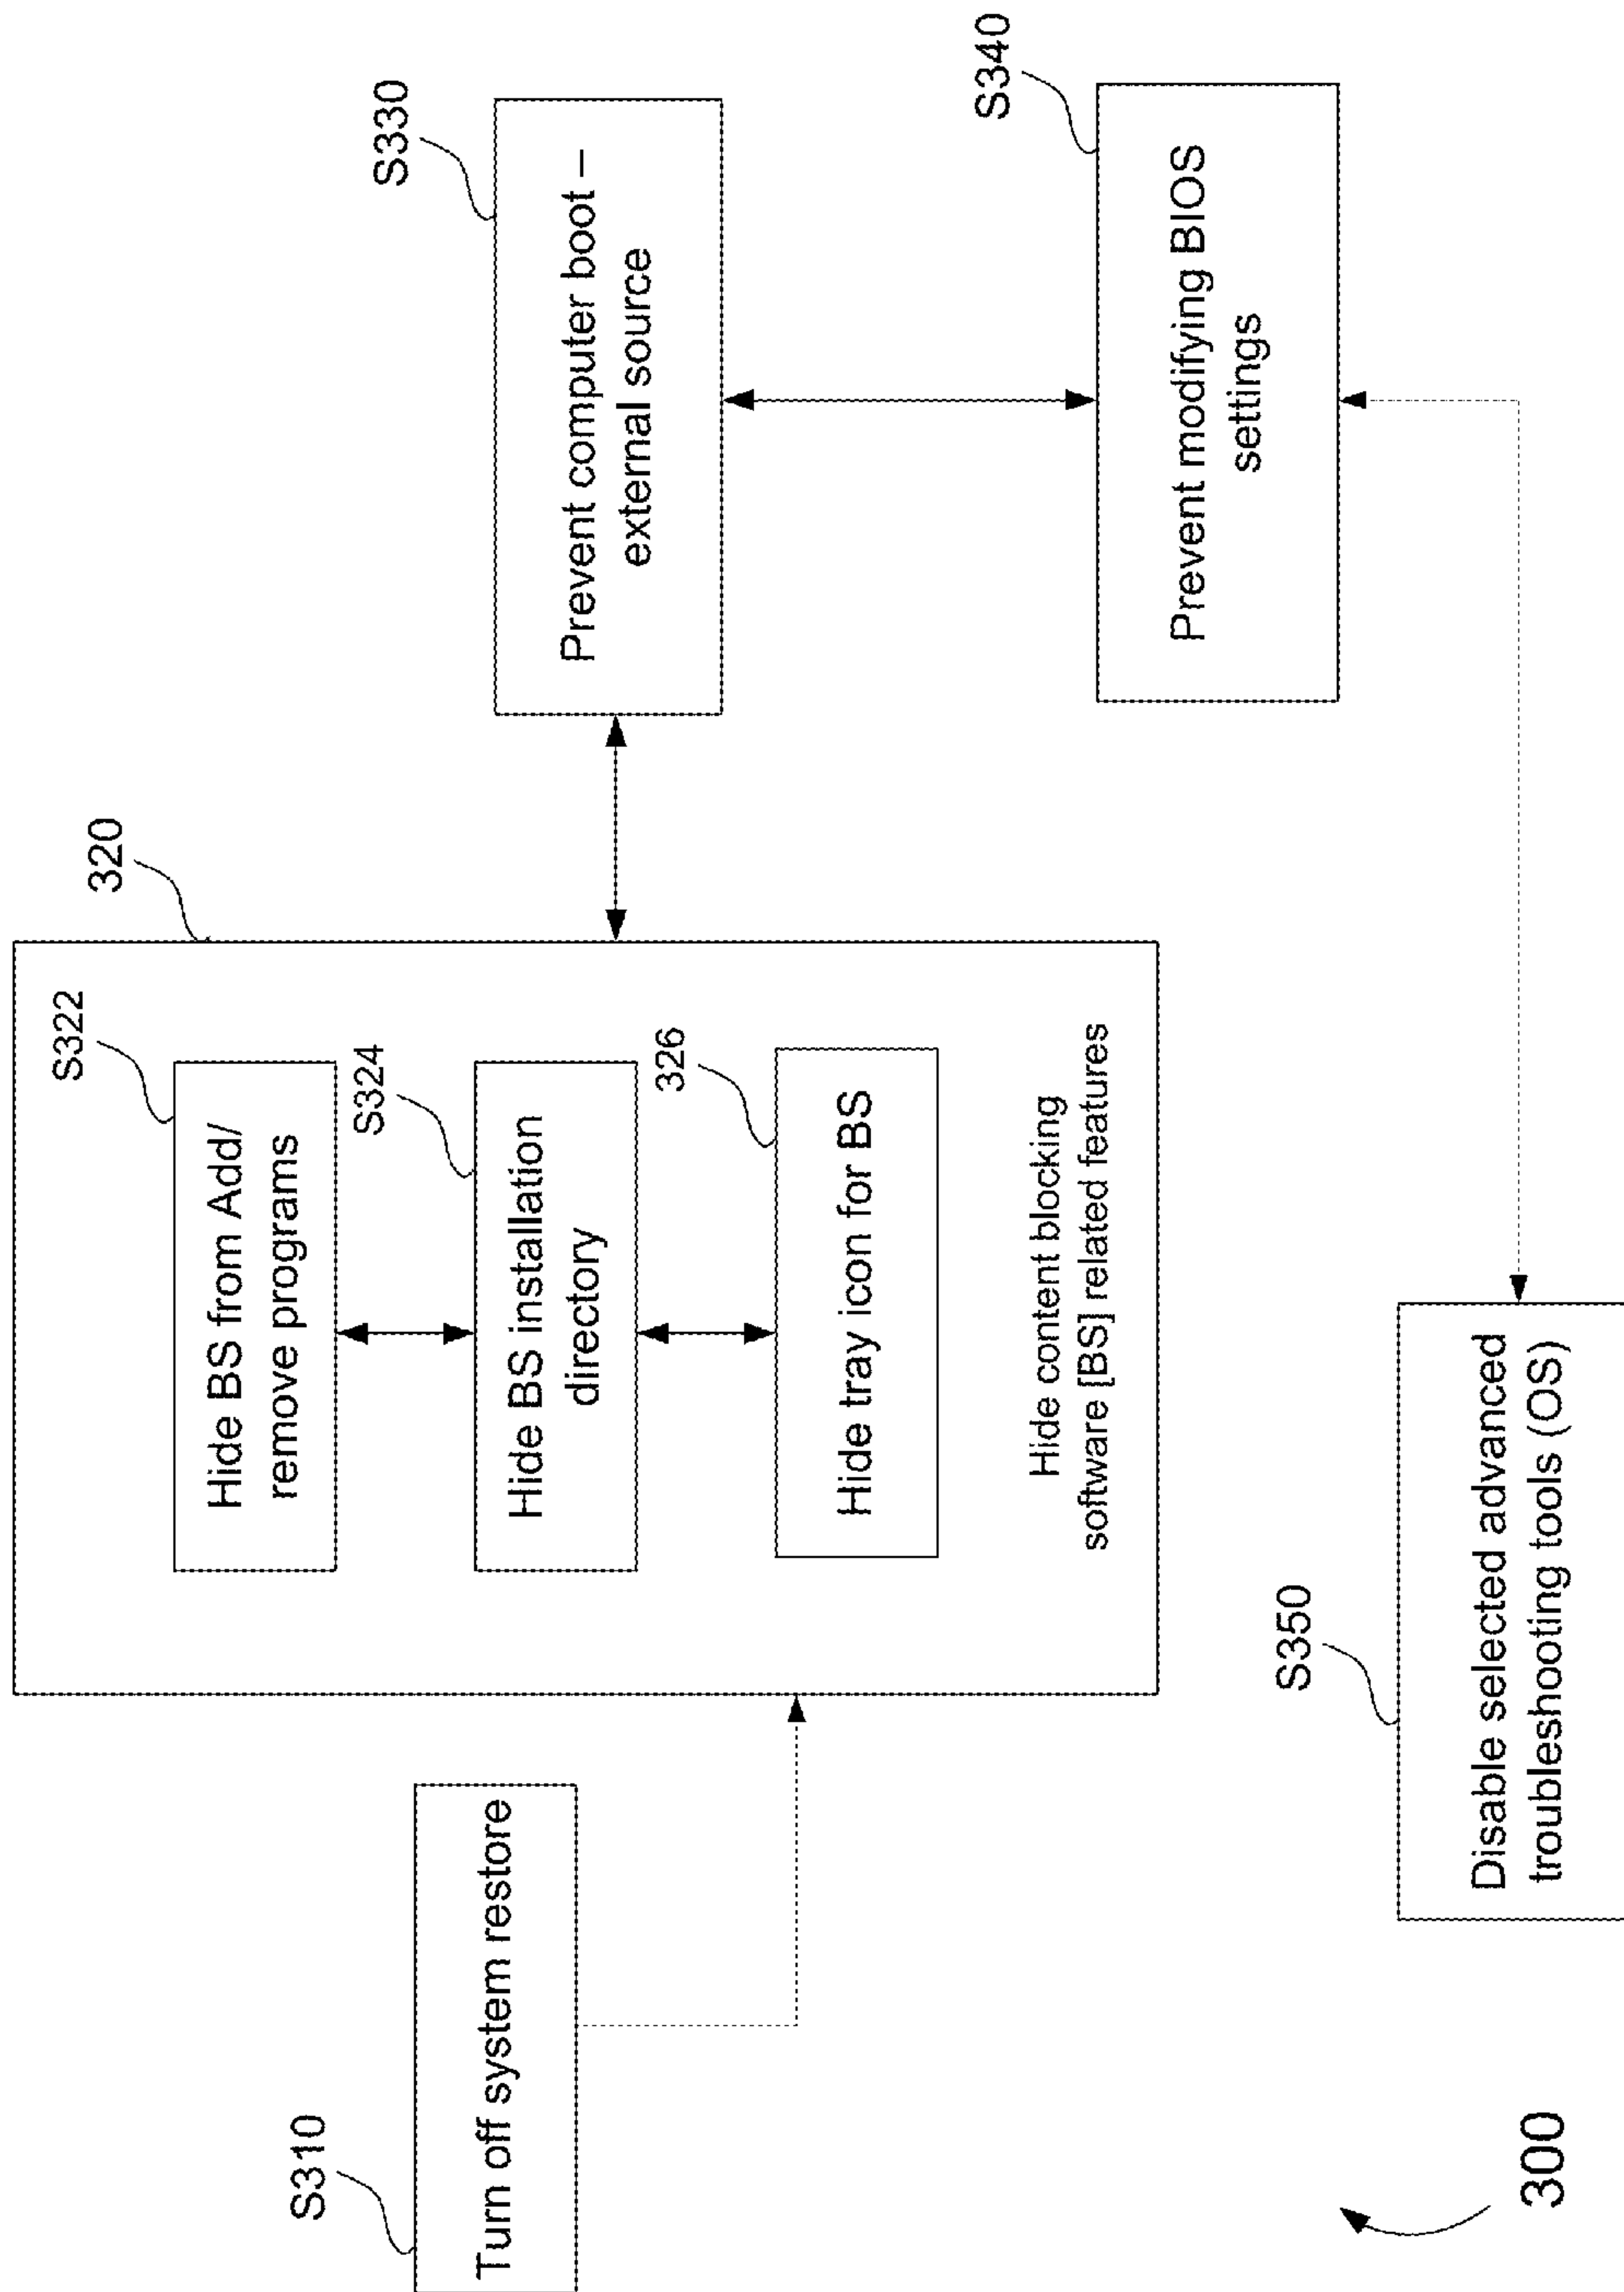 S310
Turn off system restore
320
S322
Hide BS from Add/
remove programs
S324
Hide BS installation
directory
326
Hide tray icon for BS
Hide content blocking
software [BS] related features
S330
Prevent computer boot –
external source
S340
Prevent modifying BIOS
settings
S350
Disable selected advanced
troubleshooting tools (OS)
300